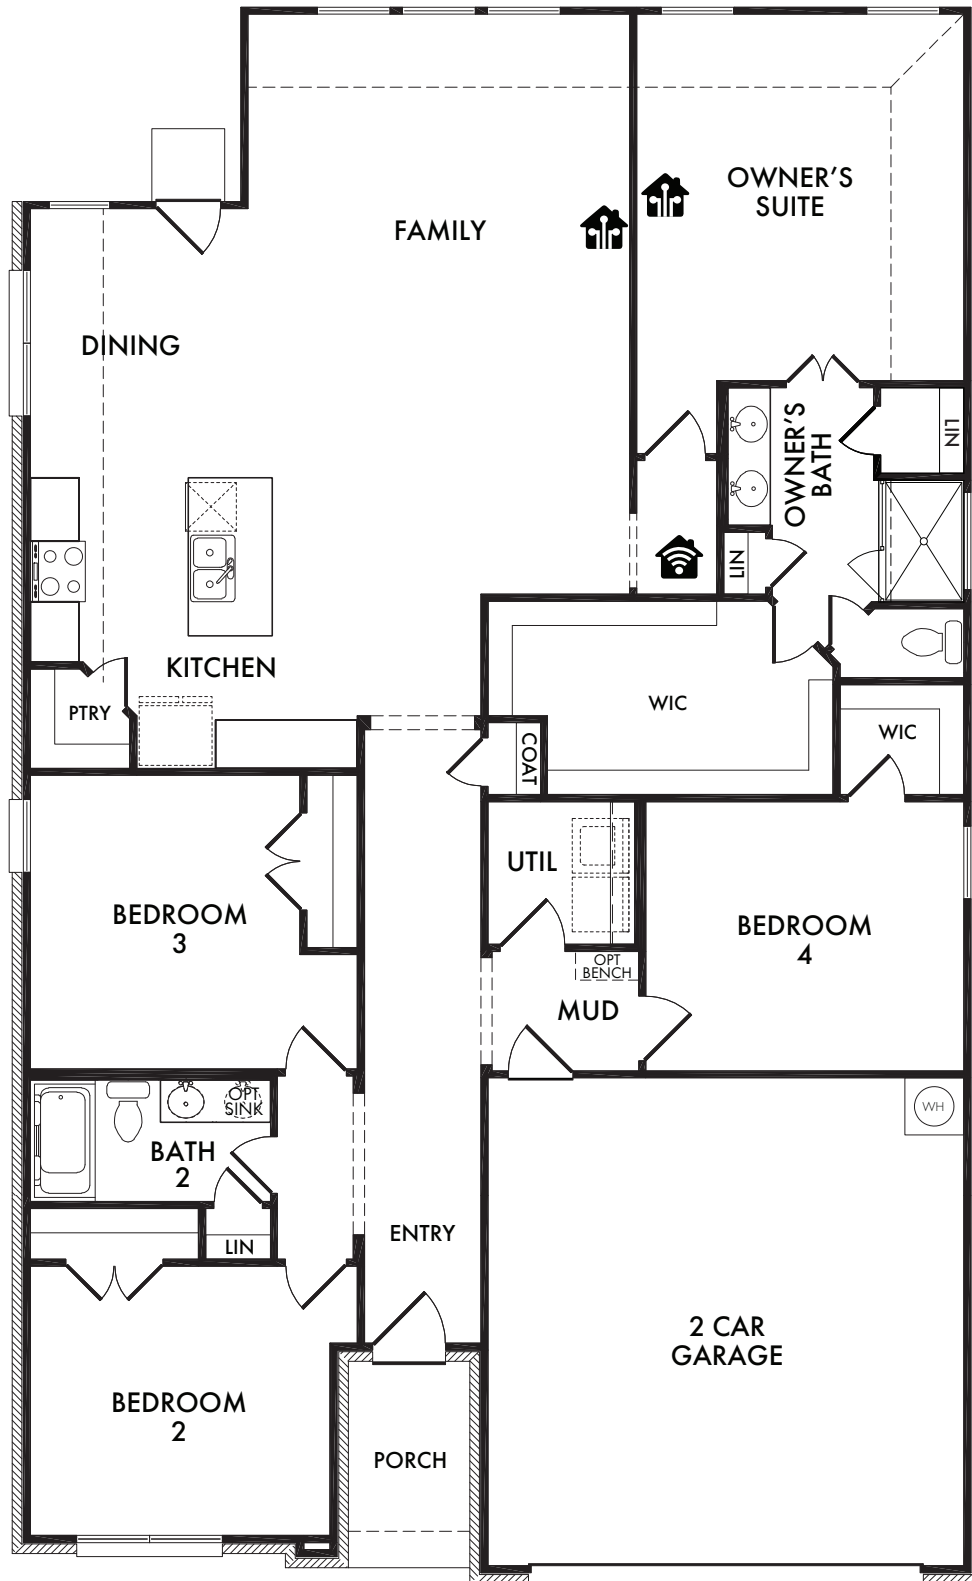 OWNER'S
SUITE
FAMILY
DINING
OWNER'S
BATH
LIN
LIN
KITCHEN
PTRY
WIC
WIC
COAT
UTIL
BEDROOM
3
BEDROOM
4
OPT
BENCH
MUD
OPT
SINK
WH
BATH
2
ENTRY
LIN
2 CAR
GARAGE
BEDROOM
2
PORCH